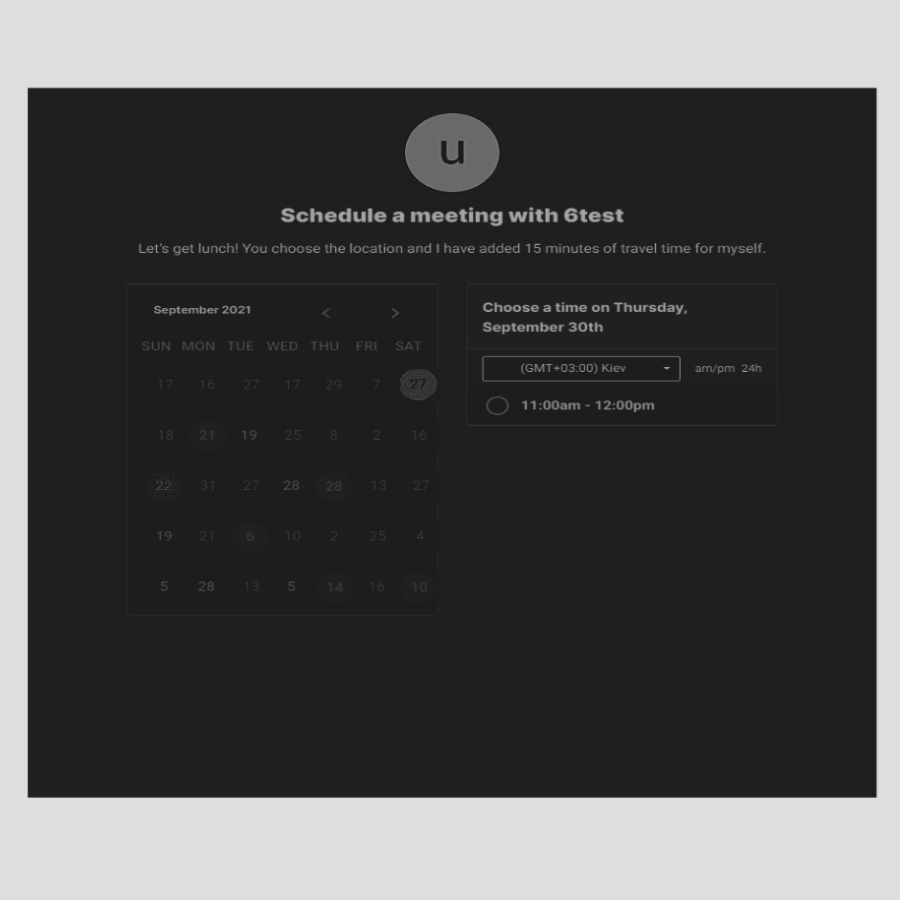 u
Schedule a meeting with 6test
Let's get lunch! You choose the location and I have added 15 minutes of travel time for myself.
September 2021 < >
SUN MON TUE WED THU FRI SAT
17 16 27 17 29 7 27
18 21 19 25 8 2 16
22 31 27 28 28 13 27
19 21 6 10 2 25 4
5 28 13 5 14 16 10
Choose a time on Thursday,
September 30th
(GMT+03:00) Kiev am/pm 24h
11:00am - 12:00pm